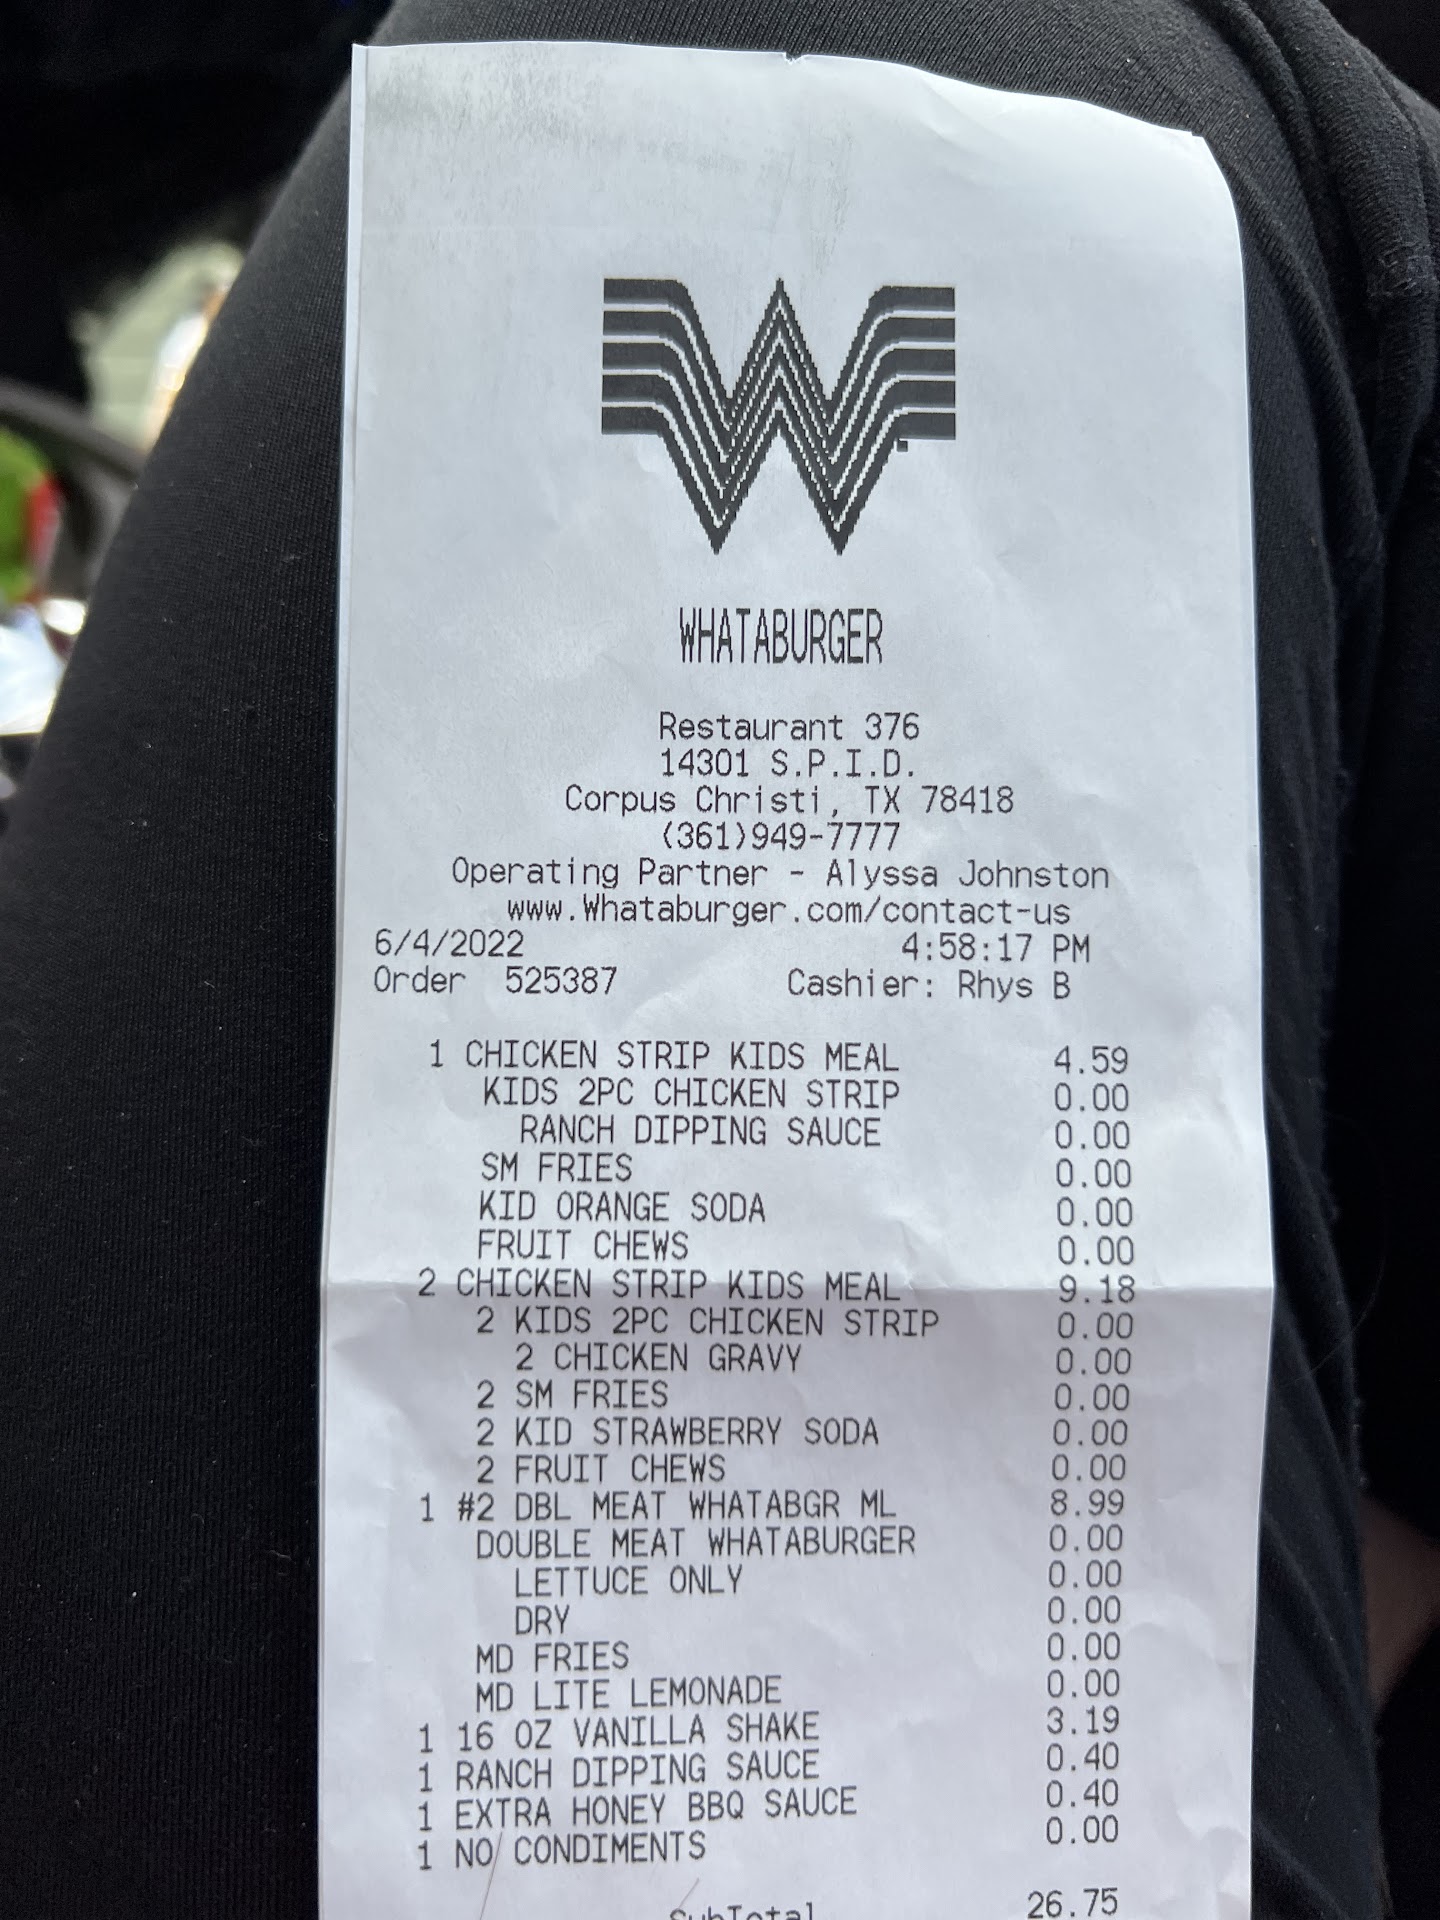 WHATABURGER
Restaurant 376
14301 S.P.I.D.
Corpus Christi, TX 78418
(361)949-7777
Operating Partner - Alyssa Johnston
www.Whataburger.com/contact-us
6/4/2022 4:58:17 PM
Order 525387 Cashier: Rhys B
1 CHICKEN STRIP KIDS MEAL 4.59
KIDS 2PC CHICKEN STRIP 0.00
RANCH DIPPING SAUCE 0.00
SM FRIES 0.00
KID ORANGE SODA 0.00
FRUIT CHEWS 0.00
2 CHICKEN STRIP KIDS MEAL 9.18
2 KIDS 2PC CHICKEN STRIP 0.00
2 CHICKEN GRAVY 0.00
2 SM FRIES 0.00
2 KID STRAWBERRY SODA 0.00
2 FRUIT CHEWS 0.00
1 #2 DBL MEAT WHATABGR ML 8.99
DOUBLE MEAT WHATABURGER 0.00
LETTUCE ONLY 0.00
DRY 0.00
MD FRIES 0.00
MD LITE LEMONADE 0.00
1 16 OZ VANILLA SHAKE 3.19
1 RANCH DIPPING SAUCE 0.40
1 EXTRA HONEY BBQ SAUCE 0.40
1 NO CONDIMENTS 0.00
SubTotal 26.75